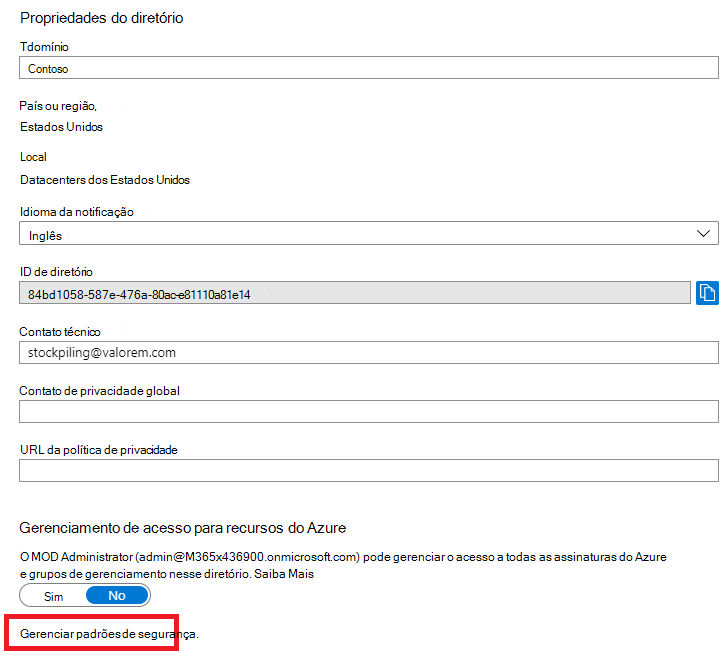 Propriedades do diretório
Tdomínio
Contoso
País ou região,
Estados Unidos
Local
Datacenters dos Estados Unidos
Idioma da notificação
Inglês
ID de diretório
84bd1058-587e-476a-80ac-e81110a81e14
Contato técnico
stockpiling@valorem.com
Contato de privacidade global
URL da política de privacidade
Gerenciamento de acesso para recursos do Azure
O MOD Administrator (admin@M365x436900.onmicrosoft.com) pode gerenciar o acesso a todas as assinaturas do Azure
e grupos de gerenciamento nesse diretório. Saiba Mais
Sim No
Gerenciar padrões de segurança.